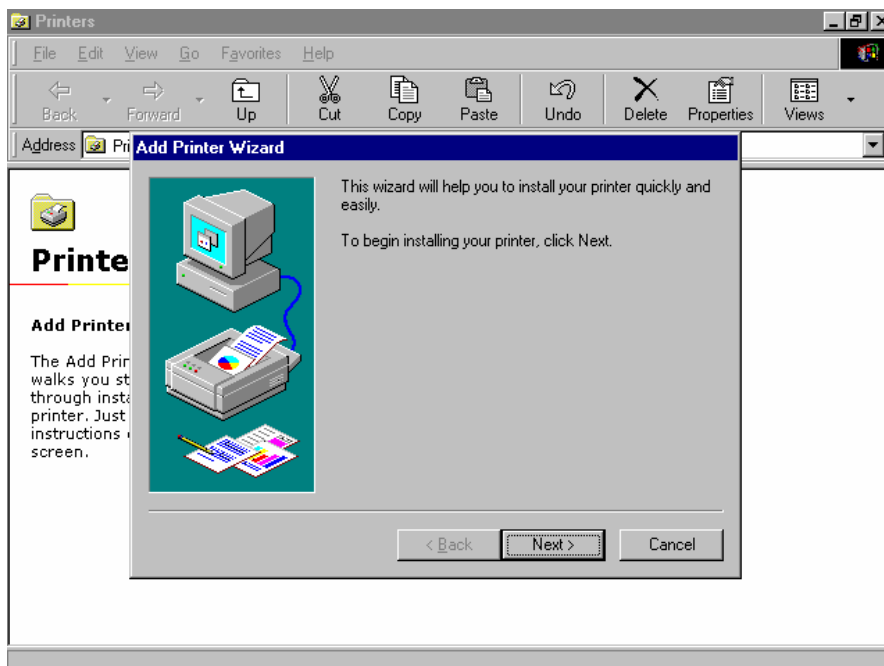 Printers
File Edit View Go Favorites Help
Back Forward Up Cut Copy Paste Undo Delete Properties Views
Address
Add Printer Wizard
This wizard will help you to install your printer quickly and
easily.
To begin installing your printer, click Next.
Printe
Add Printer
The Add Prin
walks you st
through insta
printer. Just
instructions
screen.
< Back Next > Cancel